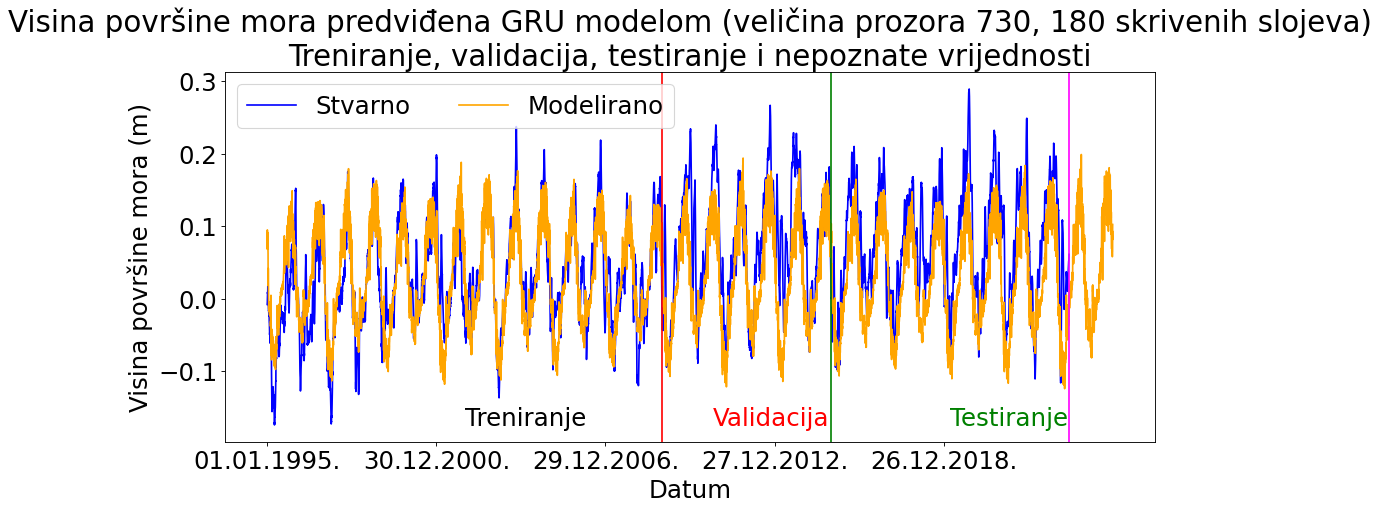 Visina površine mora predviđena GRU modelom (veličina prozora 730, 180 skrivenih slojeva)
Treniranje, validacija, testiranje i nepoznate vrijednosti
Stvarno Modelirano
Visina površine mora (m)
0.3
0.2
0.1
0.0
−0.1
Treniranje Validacija Testiranje
01.01.1995. 30.12.2000. 29.12.2006. 27.12.2012. 26.12.2018.
Datum